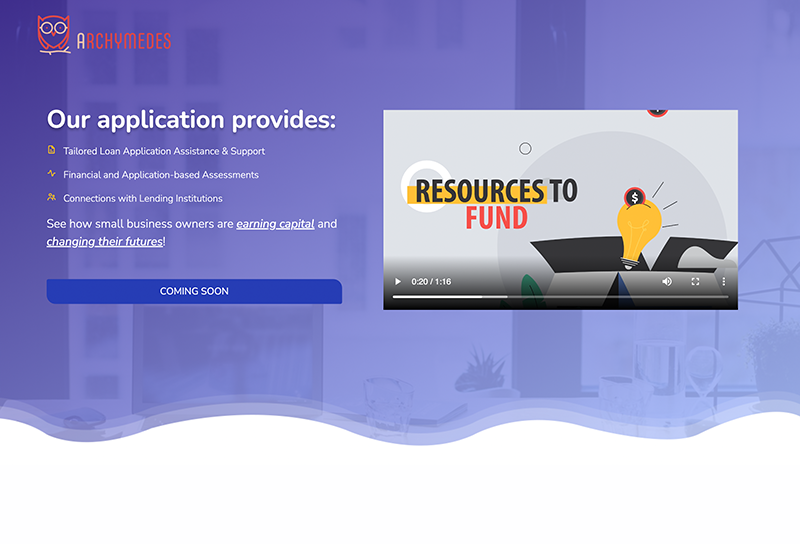 ARCHYMEDES
Our application provides:
Tailored Loan Application Assistance & Support
Financial and Application-based Assessments
Connections with Lending Institutions
See how small business owners are earning capital and
changing their futures!
COMING SOON
RESOURCES TO
FUND
$
0:20 / 1:16